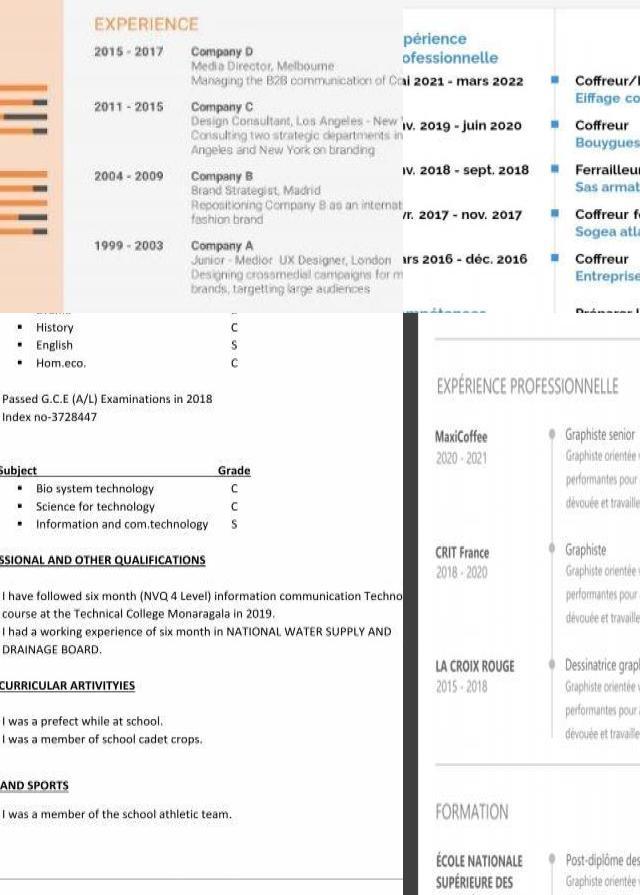 EXPERIENCE
2015 - 2017 Company D
Media Director, Melbourne
Managing the B2B communication of
2011 - 2015 Company C
Design Consultant, Los Angeles - New
Consulting two strategic departments in
Angeles and New York on branding
2004 - 2009 Company B
Brand Strategist, Madrid
Repositioning Company B as an
fashion brand
1999 - 2003 Company A
Junior - Medior UX Designer, London
Designing crossmedial campaigns for
brands, targetting large audiences
périence
ofessionnelle
ai 2021 - mars 2022 Coffreur/
Eiffage
nv. 2019 - juin 2020 Coffreur
Bouygues
nv. 2018 - sept. 2018 Ferrailleur
Sas
vr. 2017 - nov. 2017 Coffreur
Sogea
ars 2016 - déc. 2016 Coffreur
Entreprise
History C
English S
Hom.eco. C
Passed G.C.E (A/L) Examinations in 2018
Index no-3728447
Subject Grade
Bio system technology C
Science for technology C
Information and com.technology S
SSIONAL AND OTHER QUALIFICATIONS
I have followed six month (NVQ 4 Level) information communication Techno
course at the Technical College Monaragala in 2019.
I had a working experience of six month in NATIONAL WATER SUPPLY AND
DRAINAGE BOARD.
CURRICULAR ARTIVITYIES
I was a prefect while at school.
I was a member of school cadet crops.
AND SPORTS
I was a member of the school athletic team.
EXPÉRIENCE PROFESSIONNELLE
MaxiCoffee Graphiste senior
2020 - 2021 Graphiste orientée
performantes pour
dévouée et travaille
CRIT France Graphiste
2018 - 2020 Graphiste orientée
performantes pour
dévouée et travaille
LA CROIX ROUGE Dessinatrice grap
2015 - 2018 Graphiste orientée
performantes pour
dévouée et travaille
FORMATION
ÉCOLE NATIONALE Post-diplôme des
SUPÉRIEURE DES Graphiste orientée